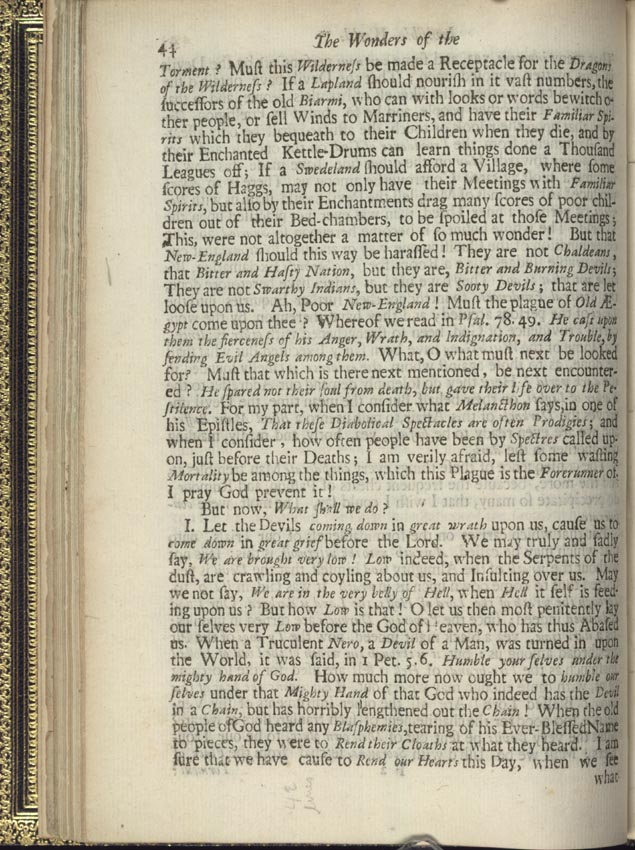 44
The Wonders of the
Torment ? Muſt this Wilderneſs be made a Receptacle for the Dragons
of the Wilderneſs ? If a Lapland ſhould nouriſh in it vaſt numbers, the
ſucceſſors of the old Biarmi, who can with looks or words bewitch o-
ther people, or ſell Winds to Marriners, and have their Familiar Spi-
rits which they bequeath to their Children when they die, and by
their Enchanted Kettle-Drums can learn things done a Thouſand
Leagues off; If a Swedeland ſhould afford a Village, where ſome
ſcores of Haggs, may not only have their Meetings with Familiar
Spirits, but alſo by their Enchantments drag many ſcores of poor chil-
dren out of their Bed-chambers, to be ſpoiled at thoſe Meetings;
This, were not altogether a matter of ſo much wonder! But that
New-England ſhould this way be haraſſed! They are not Chaldeans,
that Bitter and Haſty Nation, but they are, Bitter and Burning Devils;
They are not Swarthy Indians, but they are Sooty Devils; that are let
looſe upon us. Ah, Poor New-England! Muſt the plague of Old Æ-
gypt come upon thee ? Whereof we read in Pſal. 78. 49. He caſt upon
them the fierceneſs of his Anger, Wrath, and Indignation, and Trouble, by
ſending Evil Angels among them. What, O what muſt next be looked
for? Muſt that which is there next mentioned, be next encounter-
ed ? He ſpared not their ſoul from death, but gave their life over to the Pe-
ſtilence. For my part, when I conſider what Melancthon ſays, in one of
his Epiſtles, That theſe Diabolical Spectacles are often Prodigies; and
when I conſider, how often people have been by Spectres called up-
on, juſt before their Deaths; I am verily afraid, leſt ſome waſting
Mortality be among the things, which this Plague is the Forerunner of.
I pray God prevent it!
But now, What ſhall we do ?
I. Let the Devils coming down in great wrath upon us, cauſe us to
come down in great grief before the Lord. We may truly and ſadly
ſay, We are brought very low! Low indeed, when the Serpents of the
duſt, are crawling and coyling about us, and Inſulting over us. May
we not ſay, We are in the very belly of Hell, when Hell it ſelf is feed-
ing upon us ? But how Low is that! O let us then moſt penitently lay
our ſelves very Low before the God of Heaven, who has thus Abaſed
us. When a Truculent Nero, a Devil of a Man, was turned in upon
the World, it was ſaid, in 1 Pet. 5. 6. Humble your ſelves under the
mighty hand of God. How much more now ought we to humble our
ſelves under that Mighty Hand of that God who indeed has the Devil
in a Chain, but has horribly lengthened out the Chain! When the old
people of God heard any Blaſphemies, tearing of his Ever-Bleſſed Name
to pieces, they were to Rend their Cloaths at what they heard. I am
ſure that we have cauſe to Rend our Hearts this Day, when we ſee
what